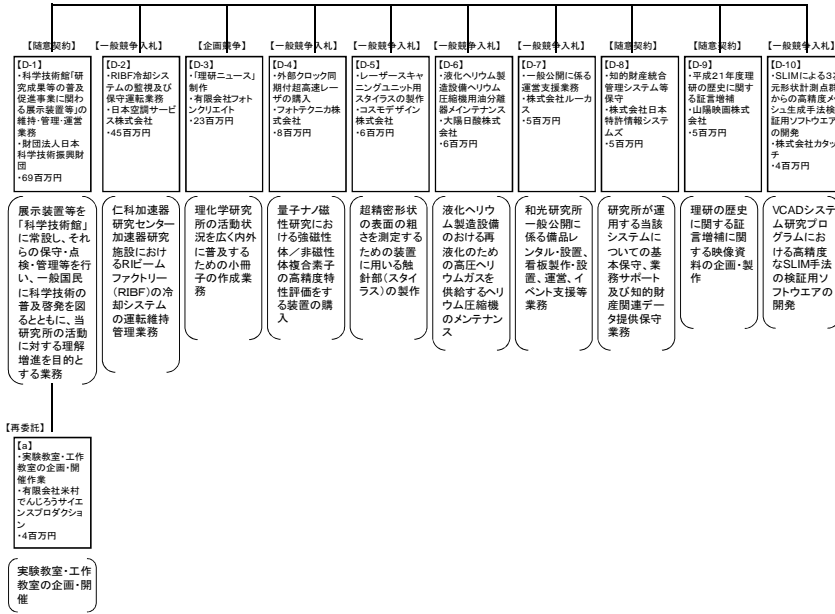 【随意契約】
【D-1】
・科学技術館「研
究成果等の普及
促進事業に関わ
る展示装置等」の
維持・管理・運営
業務
・財団法人日本
科学技術振興財
団
・69百万円
展示装置等を
「科学技術館」
に常設し、それ
らの保守・点
検・管理等を行
い、一般国民
に科学技術の
普及啓発を図
るとともに、当
研究所の活動
に対する理解
増進を目的とす
る業務
【一般競争入札】
【D-2】
・RIBF冷却シス
テムの監視及び
保守運転業務
・日本空調サービ
ス株式会社
・45百万円
仁科加速器
研究センター
加速器研究
施設におけ
るRIビーム
ファクトリー
(RIBF)の冷
却システム
の運転維持
管理業務
【企画競争】
【D-3】
・「理研ニュース」
制作
・有限会社フォト
ンクリエイト
・23百万円
理化学研究
所の活動状
況を広く内外
に普及する
ための小冊
子の作成業
務
【一般競争入札】
【D-4】
・外部クロック同
期付超高速レー
ザの購入
・フォトテクニカ株
式会社
・8百万円
量子ナノ磁
性研究にお
ける強磁性
体/非磁性
体複合素子
の高精度特
性評価をす
る装置の購
入
【一般競争入札】
【D-5】
・レーザースキャ
ニングユニット用
スタイラスの製作
・コスモデザイン
株式会社
・6百万円
超精密形状
の表面の粗
さを測定する
ための装置
に用いる触
針部(スタイ
ラス)の製作
【一般競争入札】
【D-6】
・液化ヘリウム製
造設備ヘリウム
圧縮機用油分離
器メインテナンス
・大陽日酸株式
会社
・6百万円
液化ヘリウ
ム製造設備
のおける再
液化のため
の高圧ヘリ
ウムガスを
供給するヘリ
ウム圧縮機
のメンテナン
ス
【一般競争入札】
【D-7】
・一般公開に係る
運営支援業務
・株式会社ルーカ
ス
・5百万円
和光研究所
一般公開に
係る備品レ
ンタル・設置、
看板製作・設
置、運営、イ
ベント支援等
業務
【随意契約】
【D-8】
・知的財産統合
管理システム等
保守
・株式会社日本
特許情報システ
ムズ
・5百万円
研究所が運
用する当該
システムに
ついての基
本保守、業
務サポート
及び知的財
産関連デー
タ提供保守
業務
【随意契約】
【D-9】
・平成21年度理
研の歴史に関す
る証言増補
・山陽映画株式
会社
・5百万円
理研の歴史
に関する証
言増補に関
する映像資
料の企画・製
作
【一般競争入札】
【D-10】
・SLIMによる3次
元形状計測点群
からの高精度メッ
シュ生成手法検
証用ソフトウエア
の開発
・株式会社カタッ
チ
・4百万円
VCADシステ
ム研究プロ
グラムにお
ける高精度
なSLIM手法
の検証用ソ
フトウエアの
開発
【再委託】
【a】
・実験教室・工作
教室の企画・開
催作業
・有限会社米村
でんじろうサイエ
ンスプロダクショ
ン
・4百万円
実験教室・工作
教室の企画・開
催